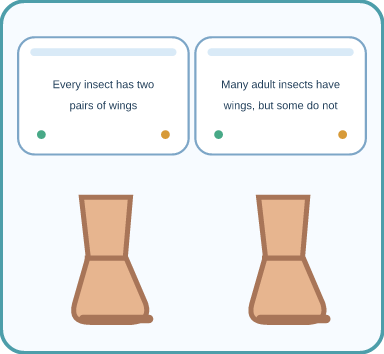 Every insect has two
pairs of wings
Many adult insects have
wings, but some do not